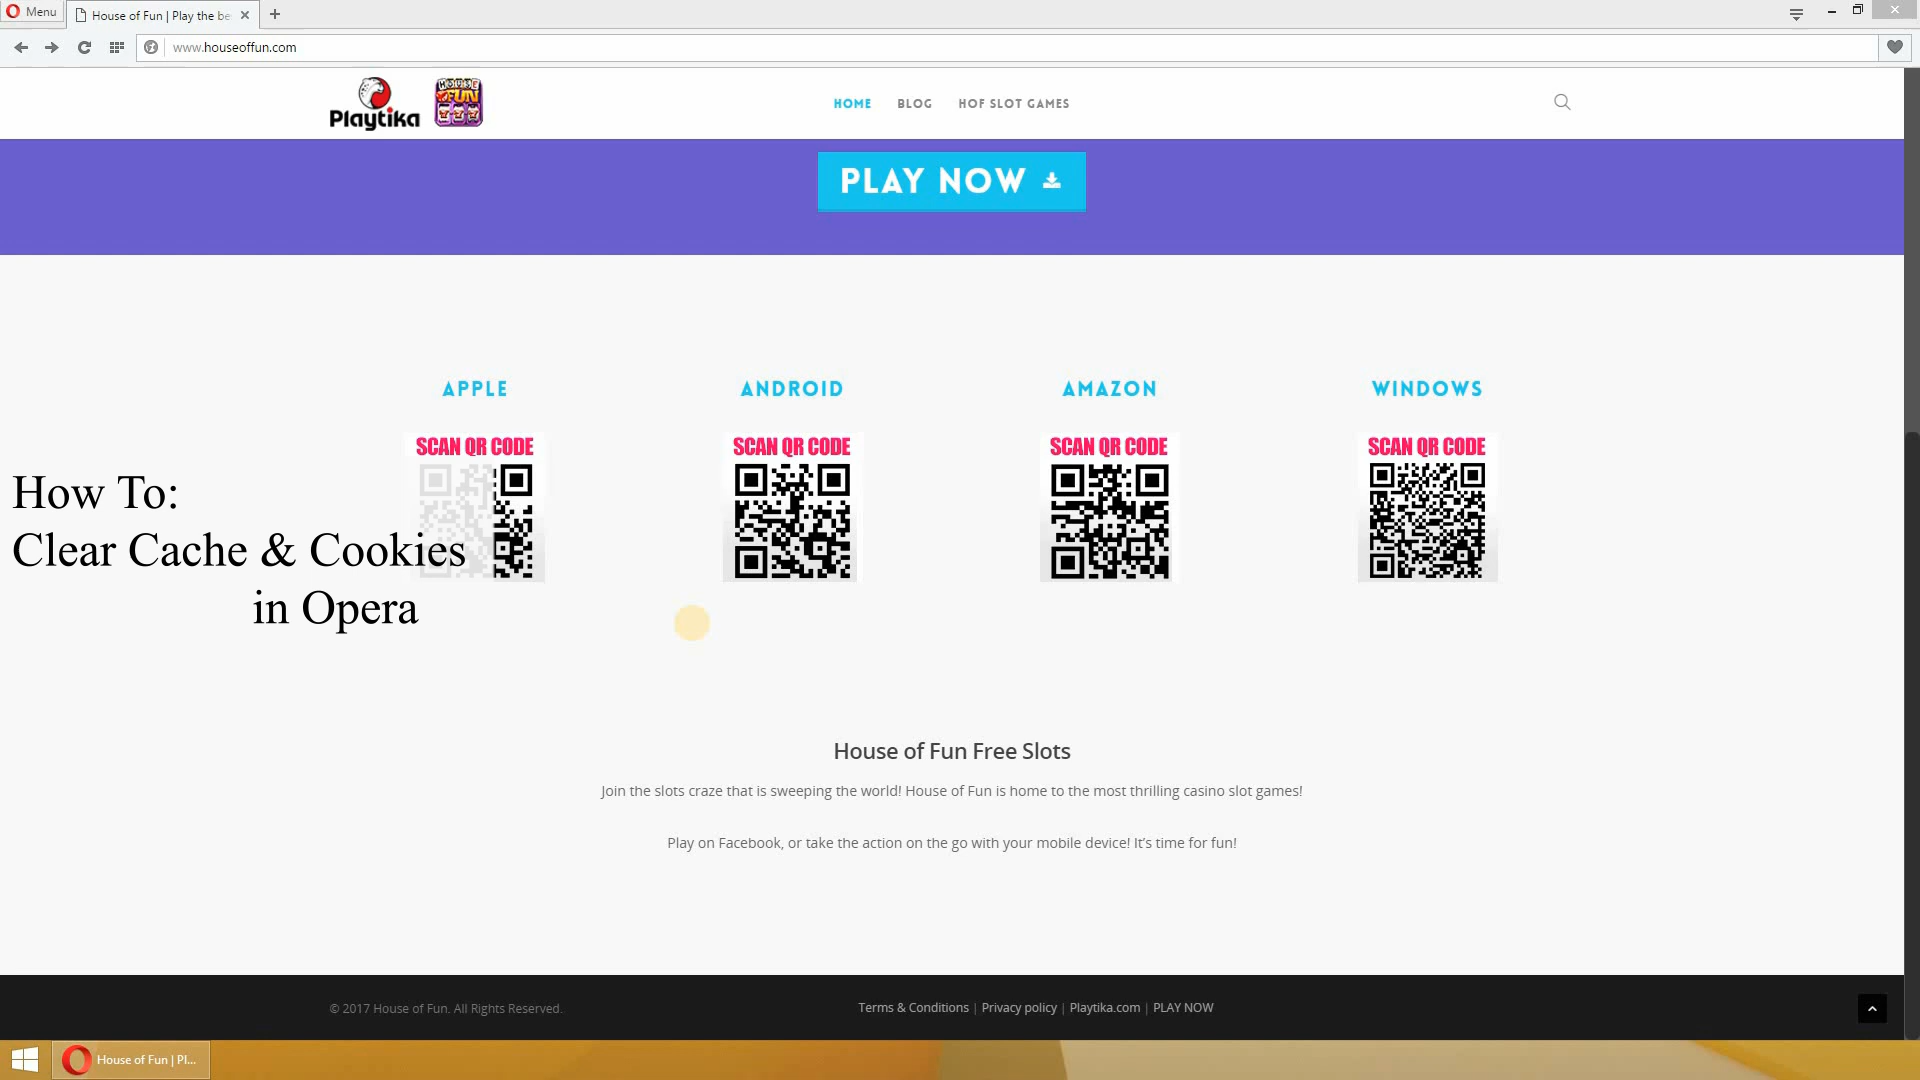 Menu
House of Fun | Play the be
www.houseoffun.com
Playtika
HOUSE OF FUN
HOME
BLOG
HOF SLOT GAMES
PLAY NOW
APPLE
ANDROID
AMAZON
WINDOWS
SCAN QR CODE
SCAN QR CODE
SCAN QR CODE
SCAN QR CODE
How To:
Clear Cache & Cookies
in Opera
House of Fun Free Slots
Join the slots craze that is sweeping the world! House of Fun is home to the most thrilling casino slot games!
Play on Facebook, or take the action on the go with your mobile device! It’s time for fun!
© 2017 House of Fun. All Rights Reserved.
Terms & Conditions | Privacy policy | Playtika.com | PLAY NOW
House of Fun | Pl...